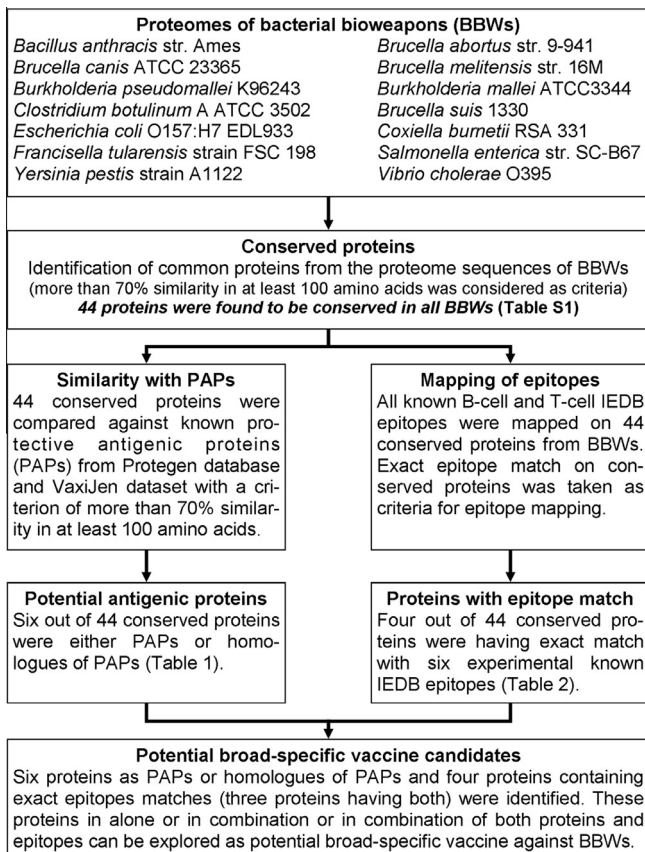 Proteomes of bacterial bioweapons (BBWs)
Bacillus anthracis str. Ames
Brucella canis ATCC 23365
Burkholderia pseudomallei K96243
Clostridium botulinum A ATCC 3502
Escherichia coli O157:H7 EDL933
Francisella tularensis strain FSC 198
Yersinia pestis strain A1122
Brucella abortus str. 9-941
Brucella melitensis str. 16M
Burkholderia mallei ATCC3344
Brucella suis 1330
Coxiella burnetii RSA 331
Salmonella enterica str. SC-B67
Vibrio cholerae O395
Conserved proteins
Identification of common proteins from the proteome sequences of BBWs
(more than 70% similarity in at least 100 amino acids was considered as criteria)
44 proteins were found to be conserved in all BBWs (Table S1)
Similarity with PAPs
44 conserved proteins were
compared against known pro-
tective antigenic proteins
(PAPs) from Protegen database
and VaxiJen dataset with a cri-
terion of more than 70% similar-
ity in at least 100 amino acids.
Mapping of epitopes
All known B-cell and T-cell IEDB
epitopes were mapped on 44
conserved proteins from BBWs.
Exact epitope match on con-
served proteins was taken as
criteria for epitope mapping.
Potential antigenic proteins
Six out of 44 conserved proteins
were either PAPs or homo-
logues of PAPs (Table 1).
Proteins with epitope match
Four out of 44 conserved pro-
teins were having exact match
with six experimental known
IEDB epitopes (Table 2).
Potential broad-specific vaccine candidates
Six proteins as PAPs or homologues of PAPs and four proteins containing
exact epitopes matches (three proteins having both) were identified. These
proteins in alone or in combination or in combination of both proteins and
epitopes can be explored as potential broad-specific vaccine against BBWs.